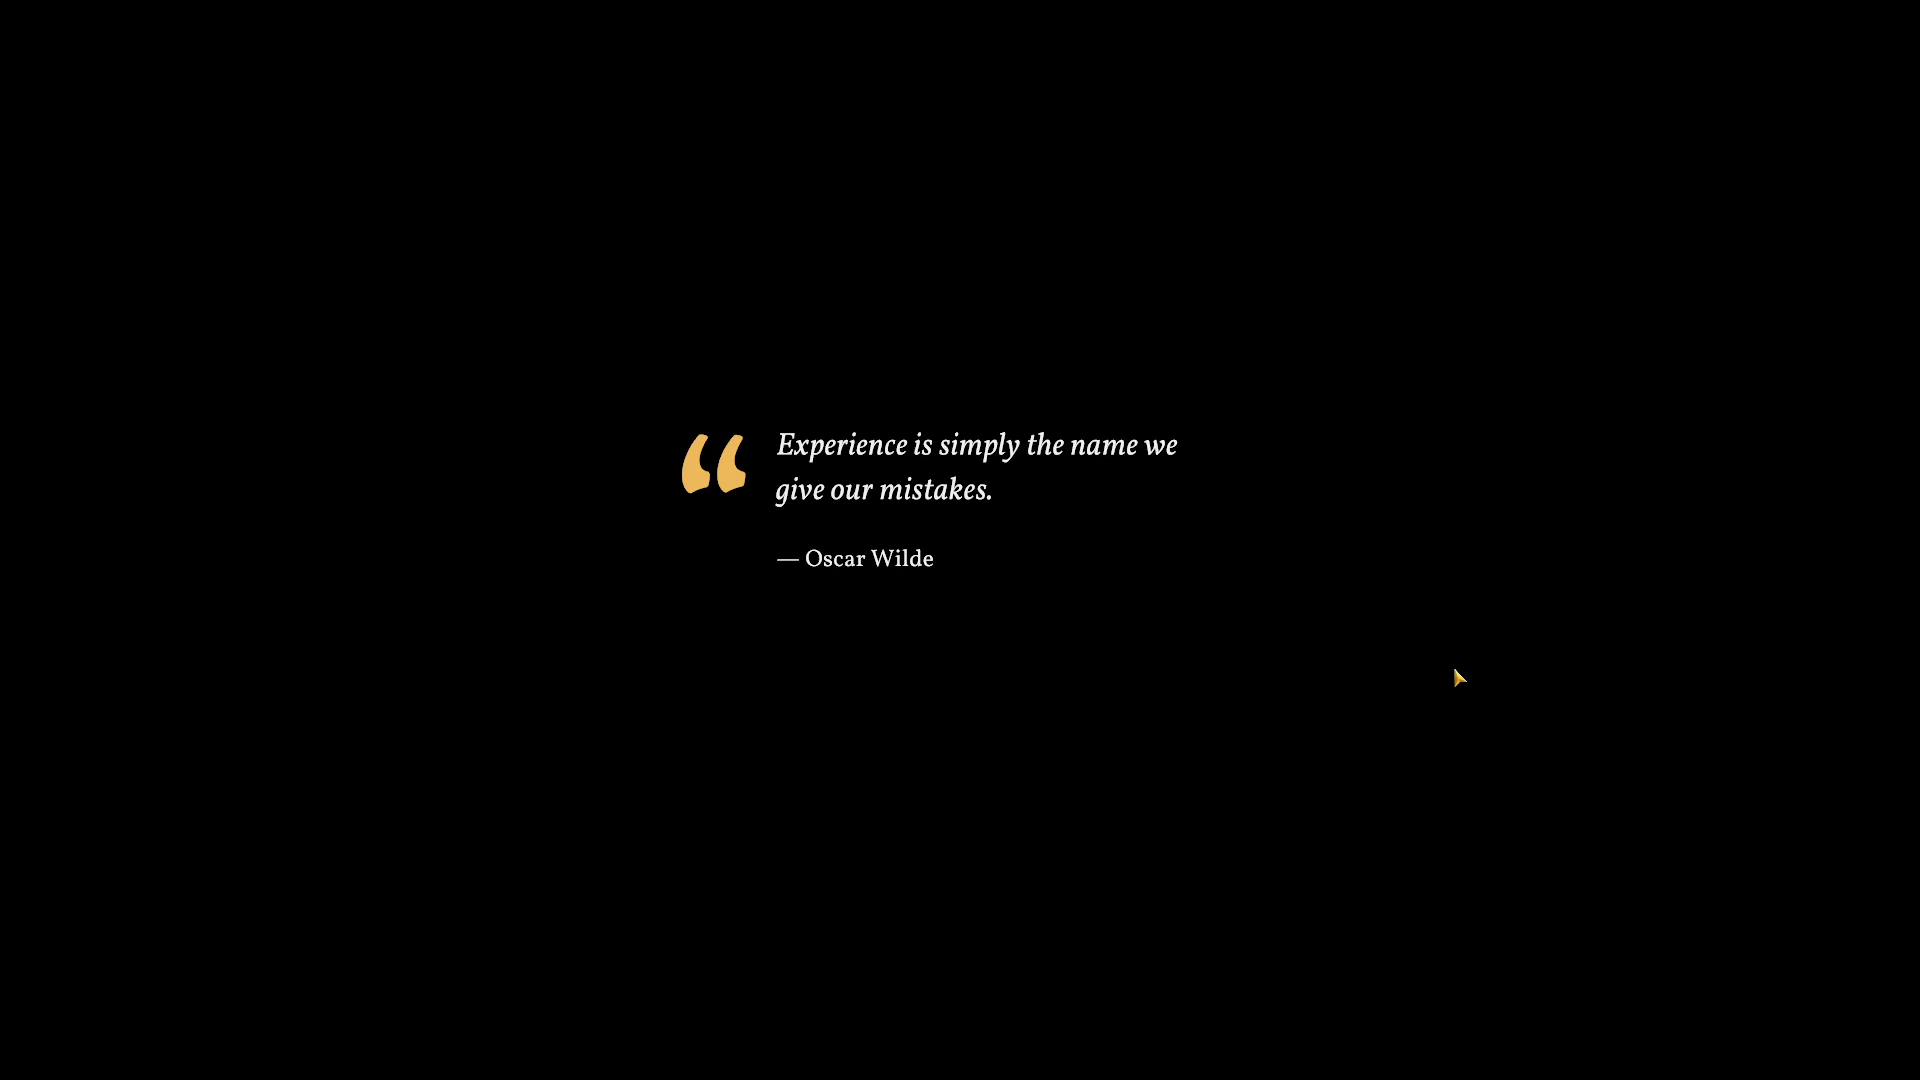 “ Experience is simply the name we
give our mistakes.
— Oscar Wilde